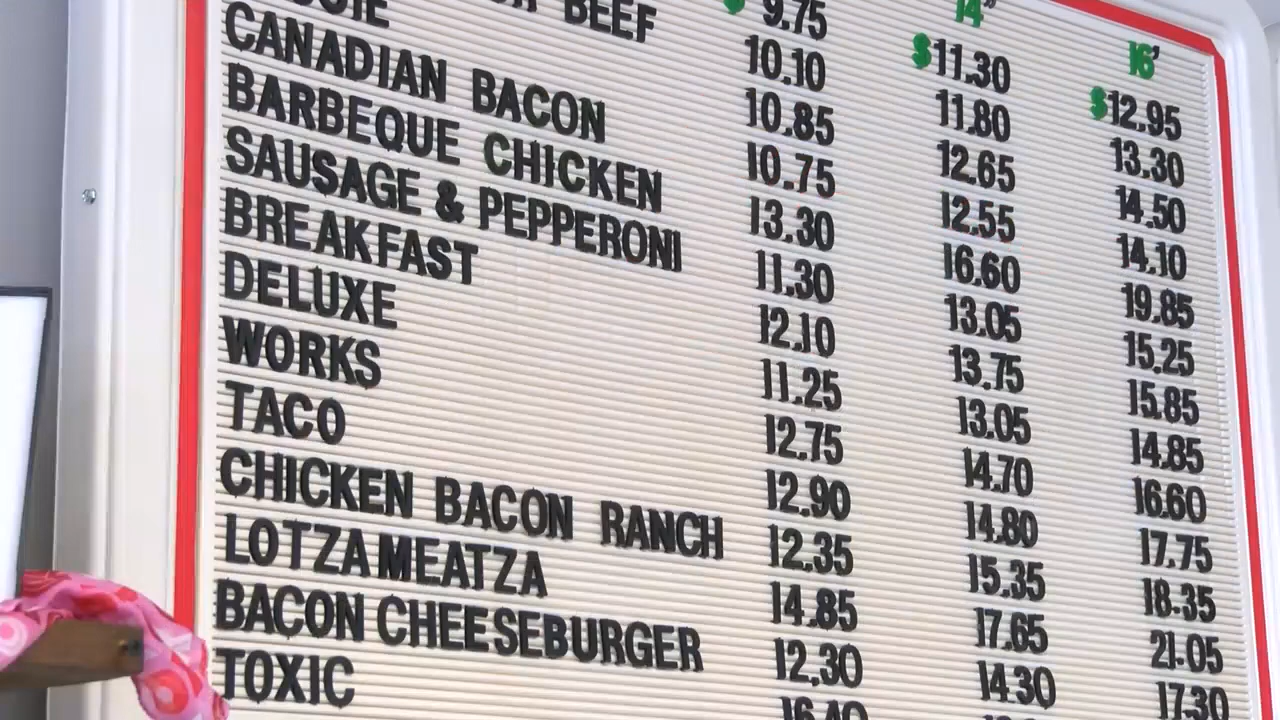 14" 16'
9.75 $11.30 $12.95
BEEF 10.10 11.80 13.30
10.85 12.65 14.50
CANADIAN BACON 10.75 12.55 14.10
BARBEQUE CHICKEN 13.30 16.60 19.85
SAUSAGE & PEPPERONI 11.30 13.05 15.25
BREAKFAST 12.10 13.75 15.85
DELUXE 11.25 13.05 14.85
WORKS 12.75 14.70 16.60
TACO 12.90 14.80 17.75
CHICKEN BACON RANCH 12.35 15.35 18.35
LOTZAMEATZA 14.85 17.65 21.05
BACON CHEESEBURGER 12.30 14.30 17.30
TOXIC 16.40